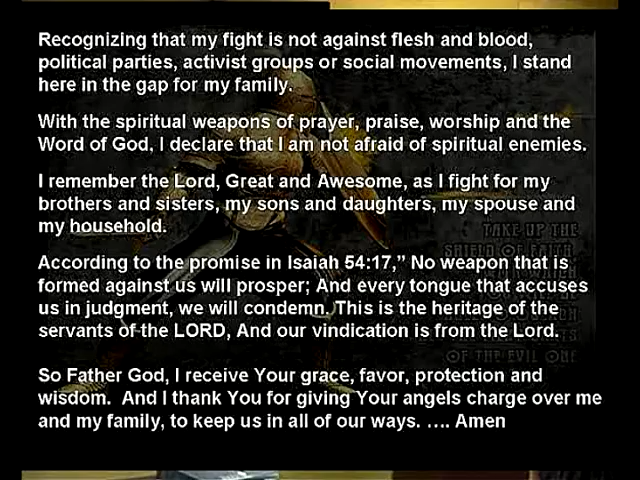 Recognizing that my fight is not against flesh and blood,
political parties, activist groups or social movements, I stand
here in the gap for my family.
With the spiritual weapons of prayer, praise, worship and the
Word of God, I declare that I am not afraid of spiritual enemies.
I remember the Lord, Great and Awesome, as I fight for my
brothers and sisters, my sons and daughters, my spouse and
my household.
According to the promise in Isaiah 54:17,” No weapon that is
formed against us will prosper; And every tongue that accuses
us in judgment, we will condemn. This is the heritage of the
servants of the LORD, And our vindication is from the Lord.
So Father God, I receive Your grace, favor, protection and
wisdom.  And I thank You for giving Your angels charge over me
and my family, to keep us in all of our ways. …. Amen
TAKE UP THE
SHIELD OF FAITH
OF THE EVIL ONE